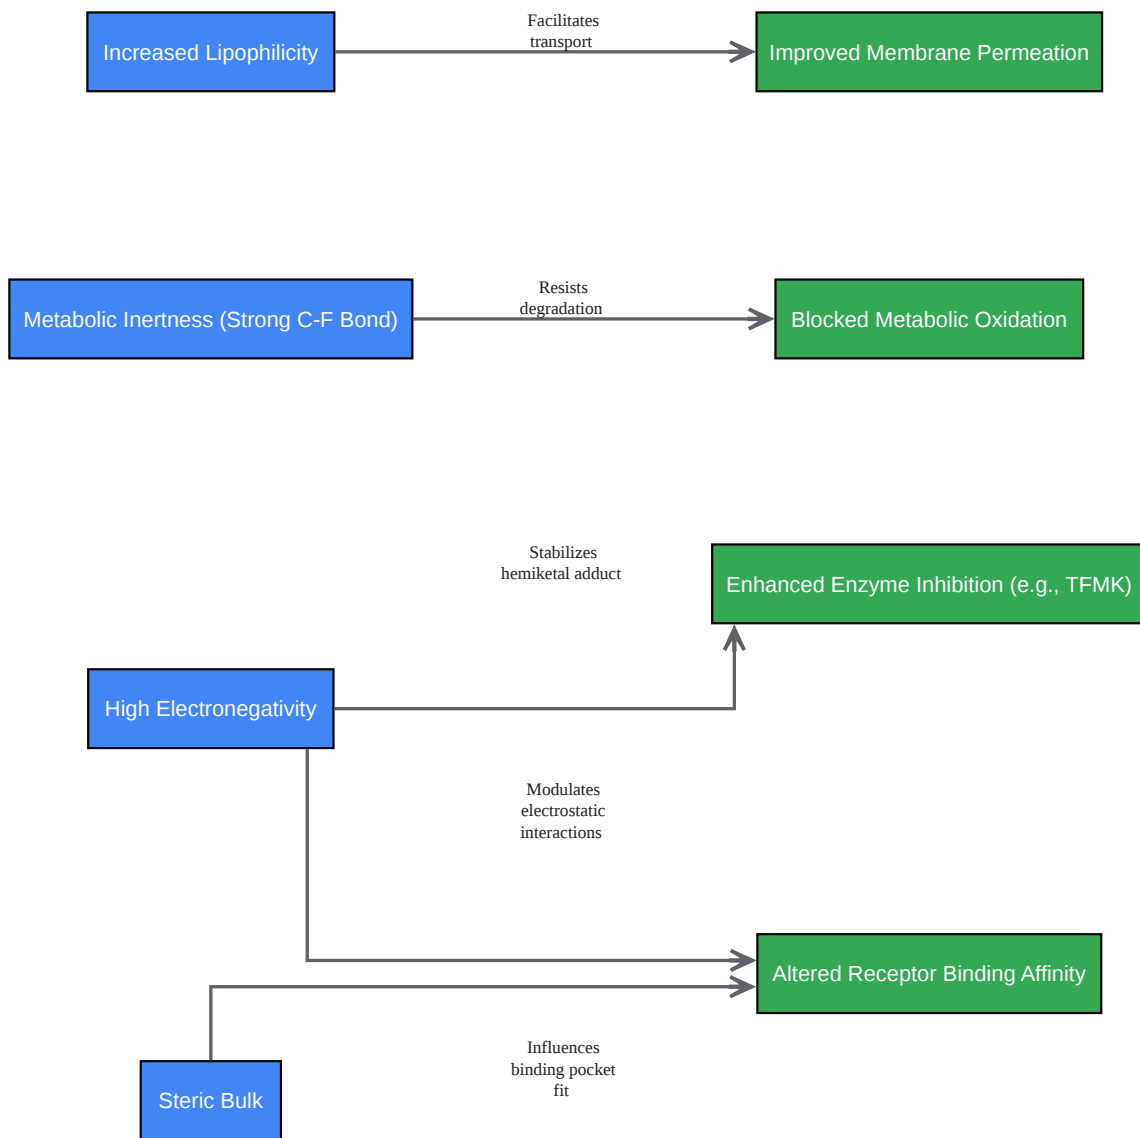 Facilitates
transport
Increased Lipophilicity
Improved Membrane Permeation
Resists
degradation
Metabolic Inertness (Strong C-F Bond)
Blocked Metabolic Oxidation
Stabilizes
hemiketal adduct
Enhanced Enzyme Inhibition (e.g., TFMK)
High Electronegativity
Modulates
electrostatic
interactions
Altered Receptor Binding Affinity
Influences
binding pocket
fit
Steric Bulk